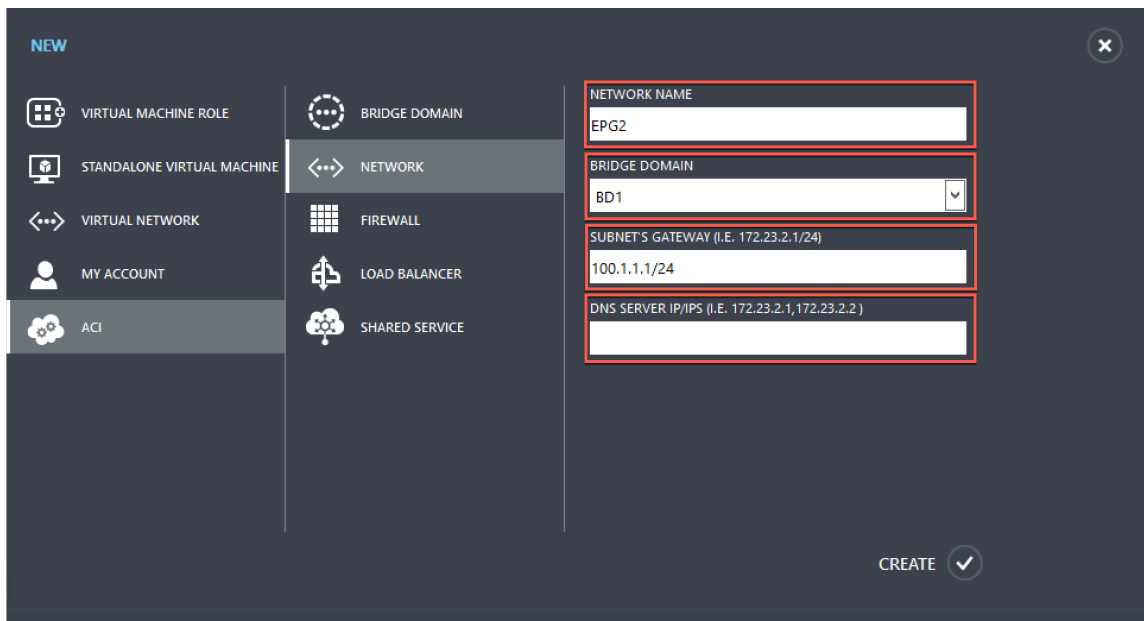 NEW
VIRTUAL MACHINE ROLE
STANDALONE VIRTUAL MACHINE
VIRTUAL NETWORK
MY ACCOUNT
ACI
BRIDGE DOMAIN
NETWORK
FIREWALL
LOAD BALANCER
SHARED SERVICE
NETWORK NAME
EPG2
BRIDGE DOMAIN
BD1
SUBNET'S GATEWAY (I.E. 172.23.2.1/24)
100.1.1.1/24
DNS SERVER IP/IPS (I.E. 172.23.2.1,172.23.2.2 )
CREATE